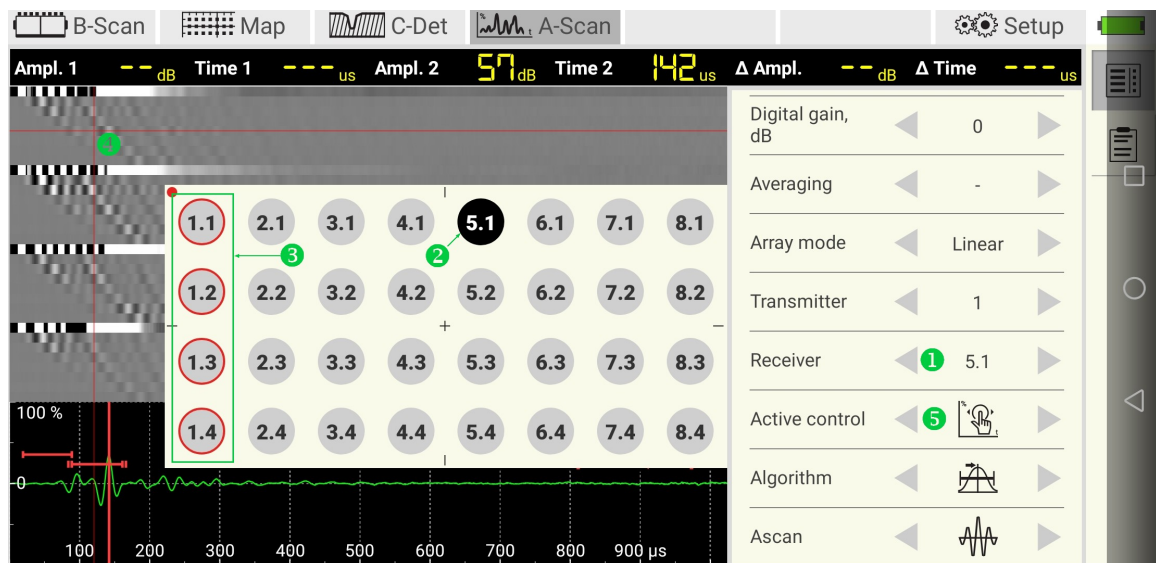 B-Scan Map C-Det A-Scan Setup
Ampl. 1 -- dB Time 1 --- us Ampl. 2 57 dB Time 2 142 us Δ Ampl. -- dB Δ Time --- us
4
1.1 2.1 3.1 4.1 5.1 6.1 7.1 8.1
3 2
1.2 2.2 3.2 4.2 5.2 6.2 7.2 8.2
1.3 2.3 3.3 4.3 5.3 6.3 7.3 8.3
1.4 2.4 3.4 4.4 5.4 6.4 7.4 8.4
100 %
0
100 200 300 400 500 600 700 800 900 µs
Digital gain, 0
dB
Averaging -
Array mode Linear
Transmitter 1
Receiver 1 5.1
Active control 5 % t
Algorithm
Ascan